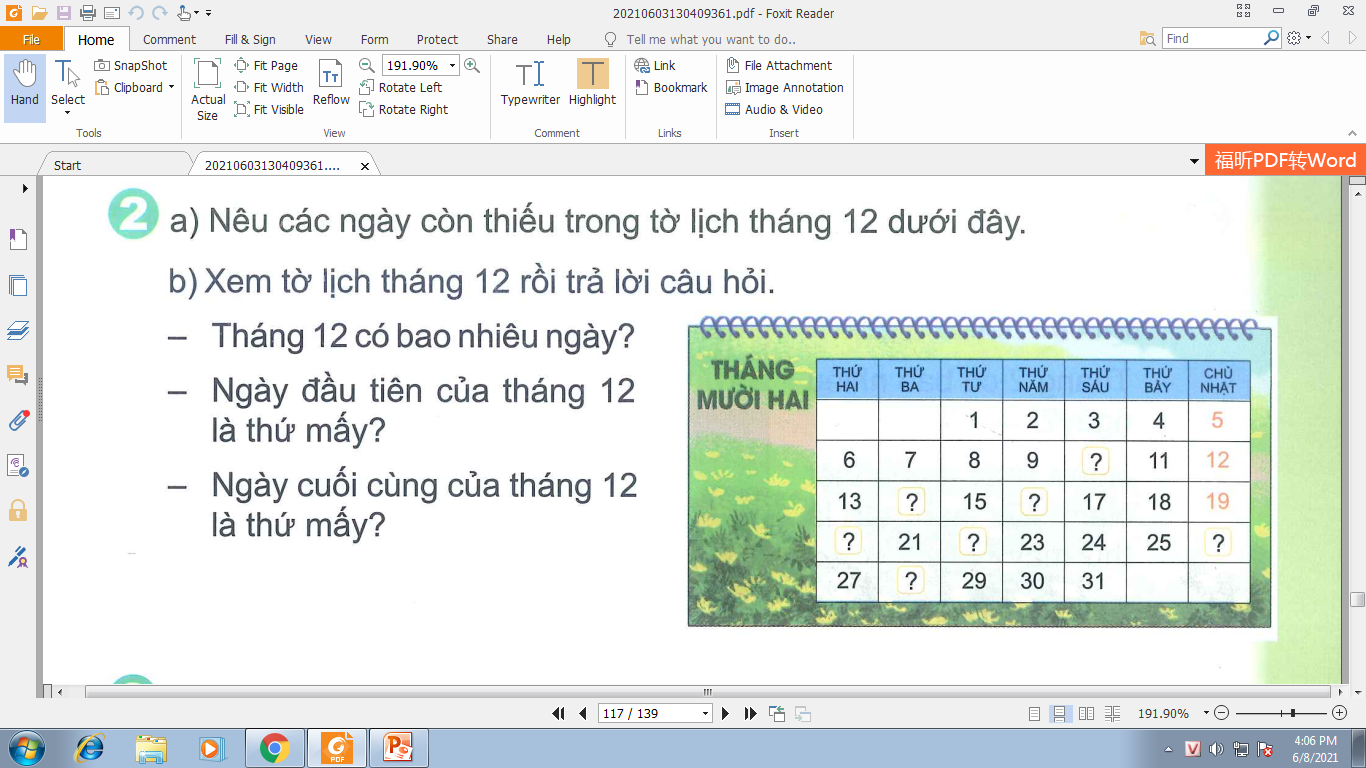 20210603130409361.pdf - Foxit Reader
File Home Comment Fill & Sign View Form Protect Share Help Tell me what you want to do.. Find
Hand
Select
SnapShot
Clipboard
Tools
Actual
Size
Fit Page
Fit Width
Fit Visible
Reflow
191.90%
Rotate Left
Rotate Right
View
Typewriter
Highlight
Comment
Link
Bookmark
Links
File Attachment
Image Annotation
Audio & Video
Insert
Start
20210603130409361....
福昕PDF转Word
2 a) Nêu các ngày còn thiếu trong tờ lịch tháng 12 dưới đây.
b) Xem tờ lịch tháng 12 rồi trả lời câu hỏi.
– Tháng 12 có bao nhiêu ngày?
– Ngày đầu tiên của tháng 12
là thứ mấy?
– Ngày cuối cùng của tháng 12
là thứ mấy?
THÁNG
MƯỜI HAI
THỨ HAI THỨ BA THỨ TƯ THỨ NĂM THỨ SÁU THỨ BẢY CHỦ NHẬT
1 2 3 4 5
6 7 8 9 ? 11 12
13 ? 15 ? 17 18 19
? 21 ? 23 24 25 ?
27 ? 29 30 31
117 / 139
191.90%
PDF
4:06 PM
6/8/2021